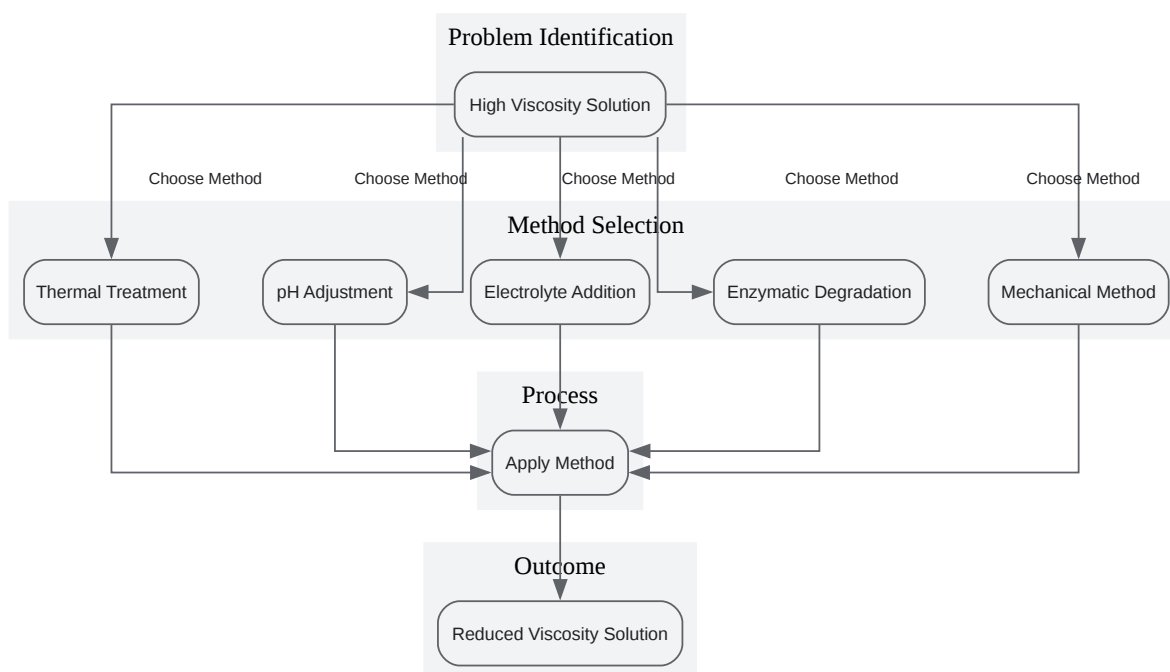 Problem Identification
High Viscosity Solution
Choose Method
Choose Method
Choose Method
Choose Method
Choose Method
Method Selection
Thermal Treatment
pH Adjustment
Electrolyte Addition
Enzymatic Degradation
Mechanical Method
Process
Apply Method
Outcome
Reduced Viscosity Solution